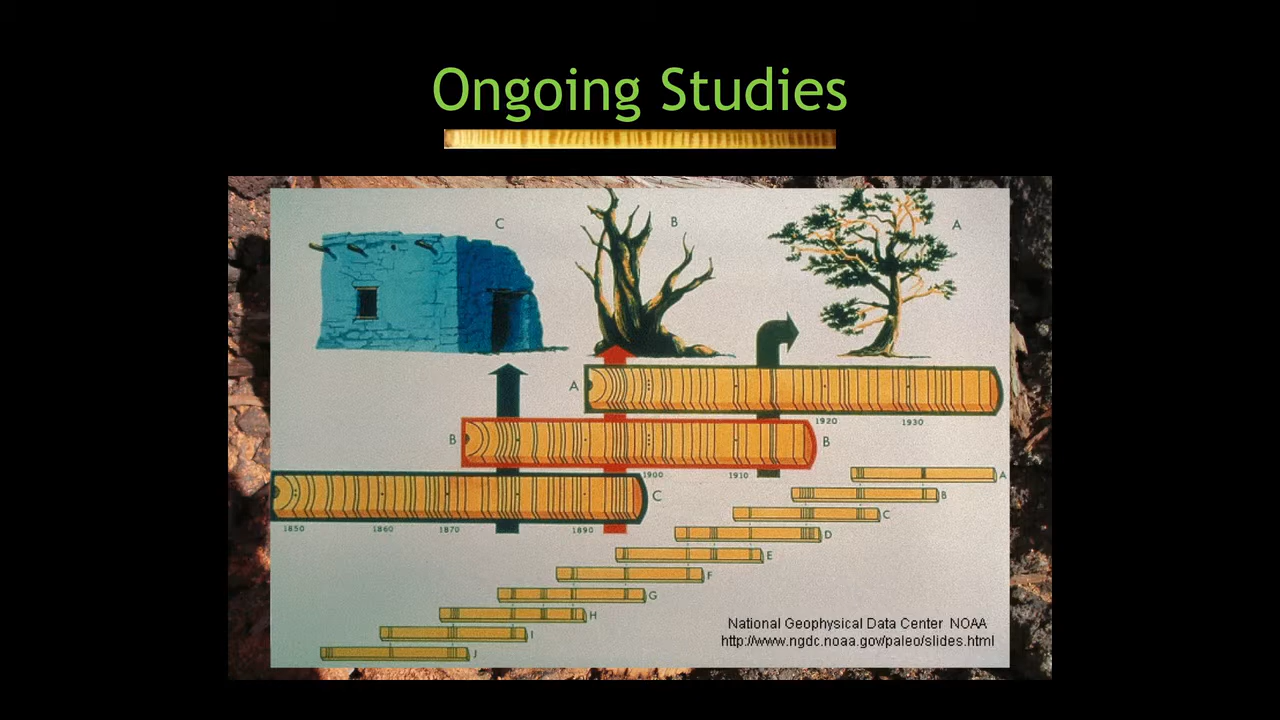 Ongoing Studies
C
B
A
A
1920 1930
B
B
1900 1910
C
1850 1860 1870 1890
A
B
C
D
E
F
G
H
I
J
National Geophysical Data Center NOAA
http://www.ngdc.noaa.gov/paleo/slides.html